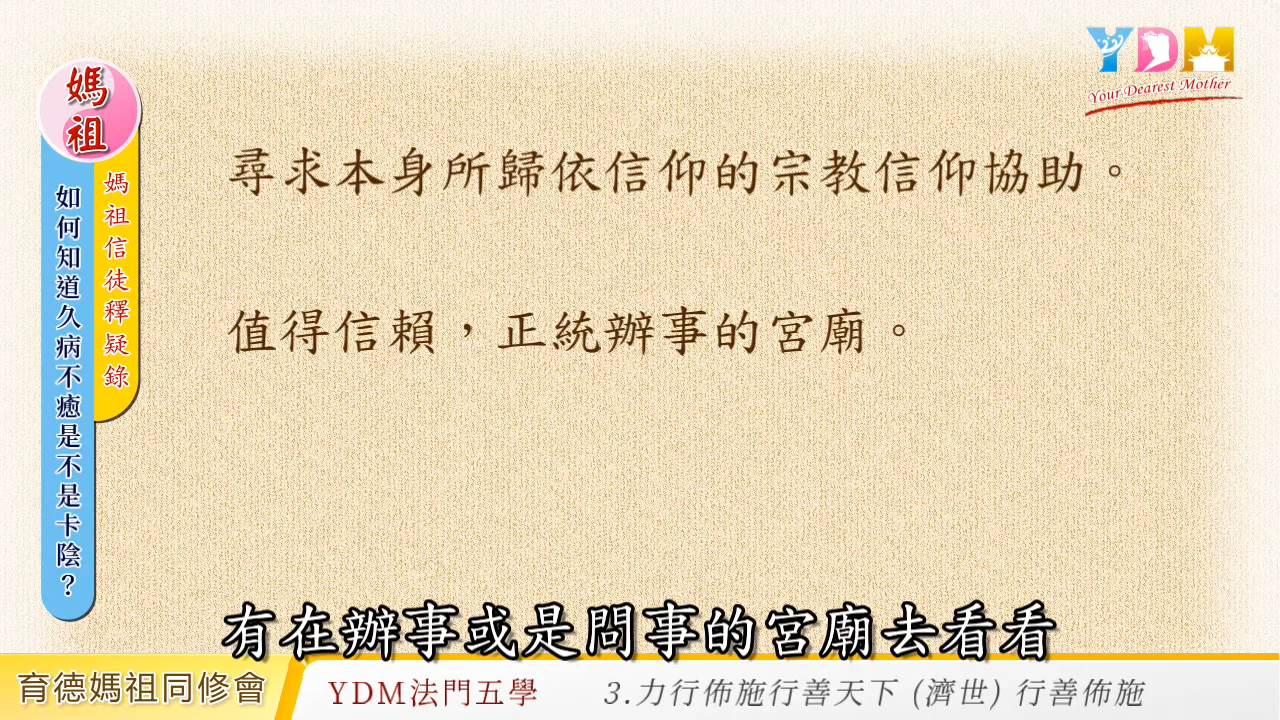 YDM
Your Dearest Mother
媽祖
媽祖信徒釋疑錄
如何知道久病不癒是不是卡陰？
尋求本身所歸依信仰的宗教信仰協助。
值得信賴，正統辦事的宮廟。
有在辦事或是問事的宮廟去看看
育德媽祖同修會
YDM法門五學
3.力行佈施行善天下 (濟世) 行善佈施